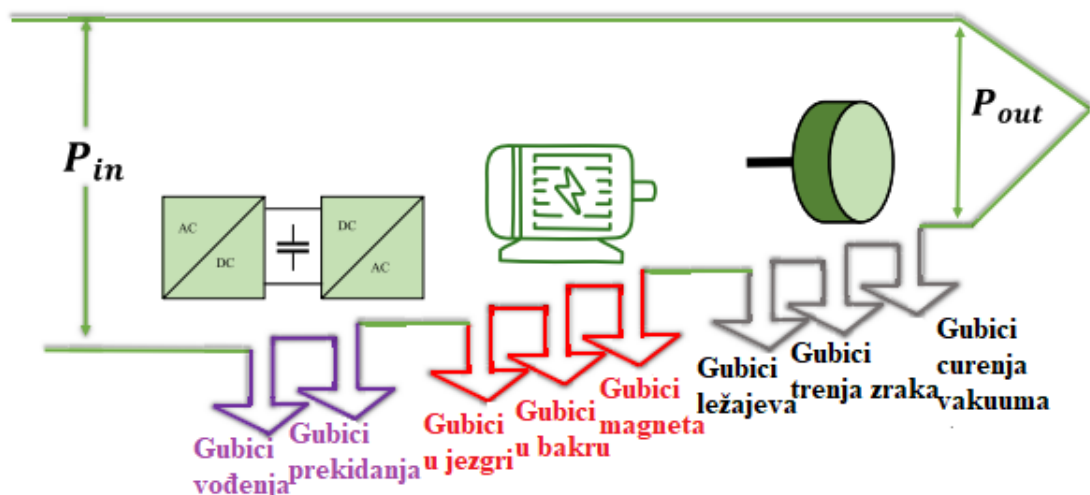 P_in
P_out
AC
DC
DC
AC
Gubici
vođenja
Gubici
prekidanja
Gubici
u jezgri
Gubici
u bakru
Gubici
magneta
Gubici
ležajeva
Gubici
trenja zraka
Gubici
curenja
vakuuma